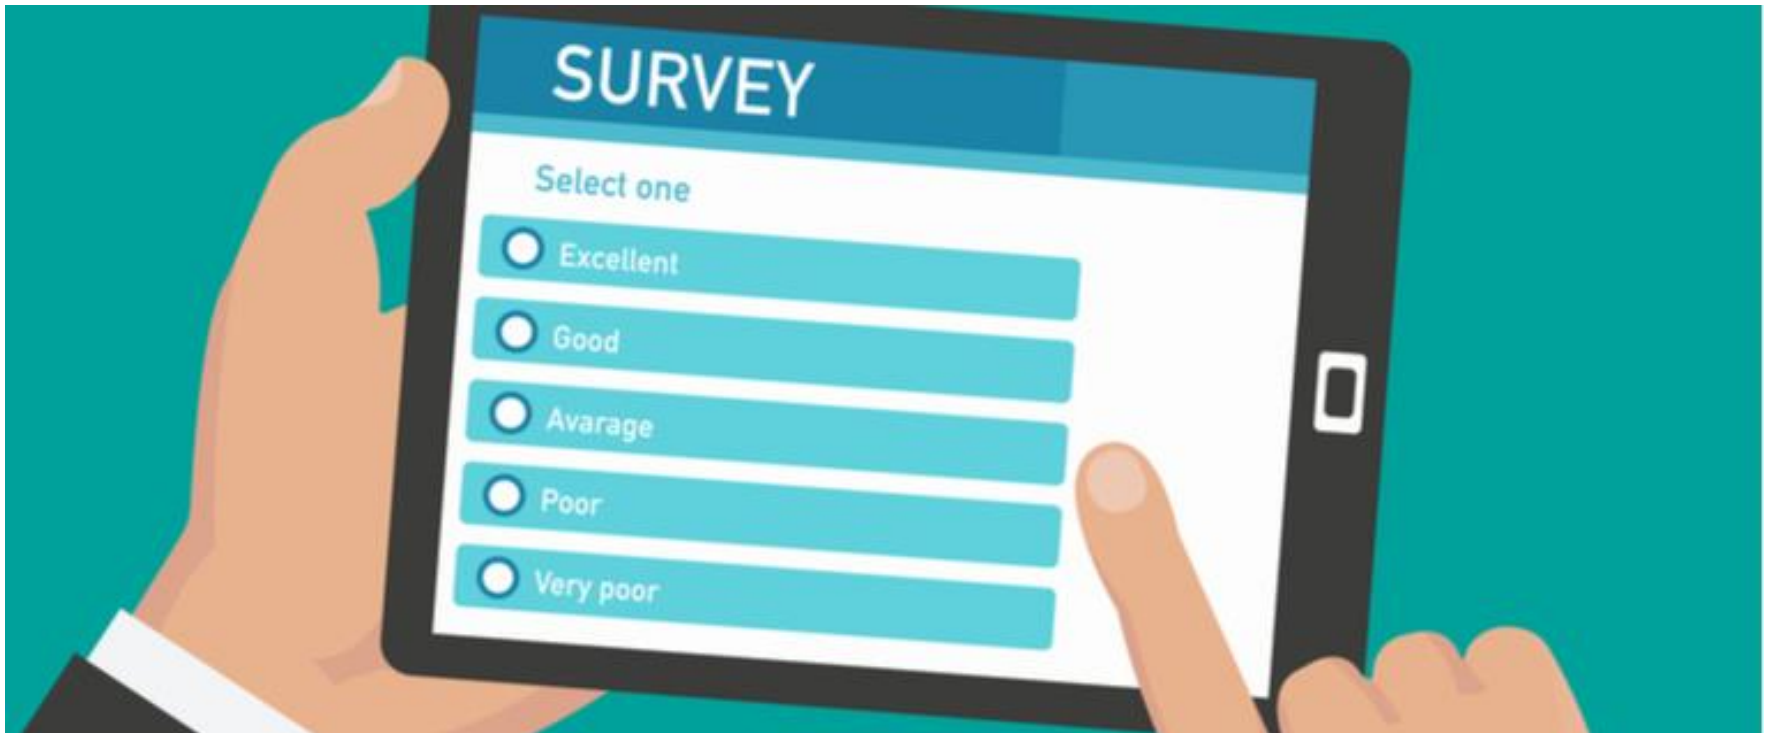 SURVEY
Select one
Excellent
Good
Avarage
Poor
Very poor